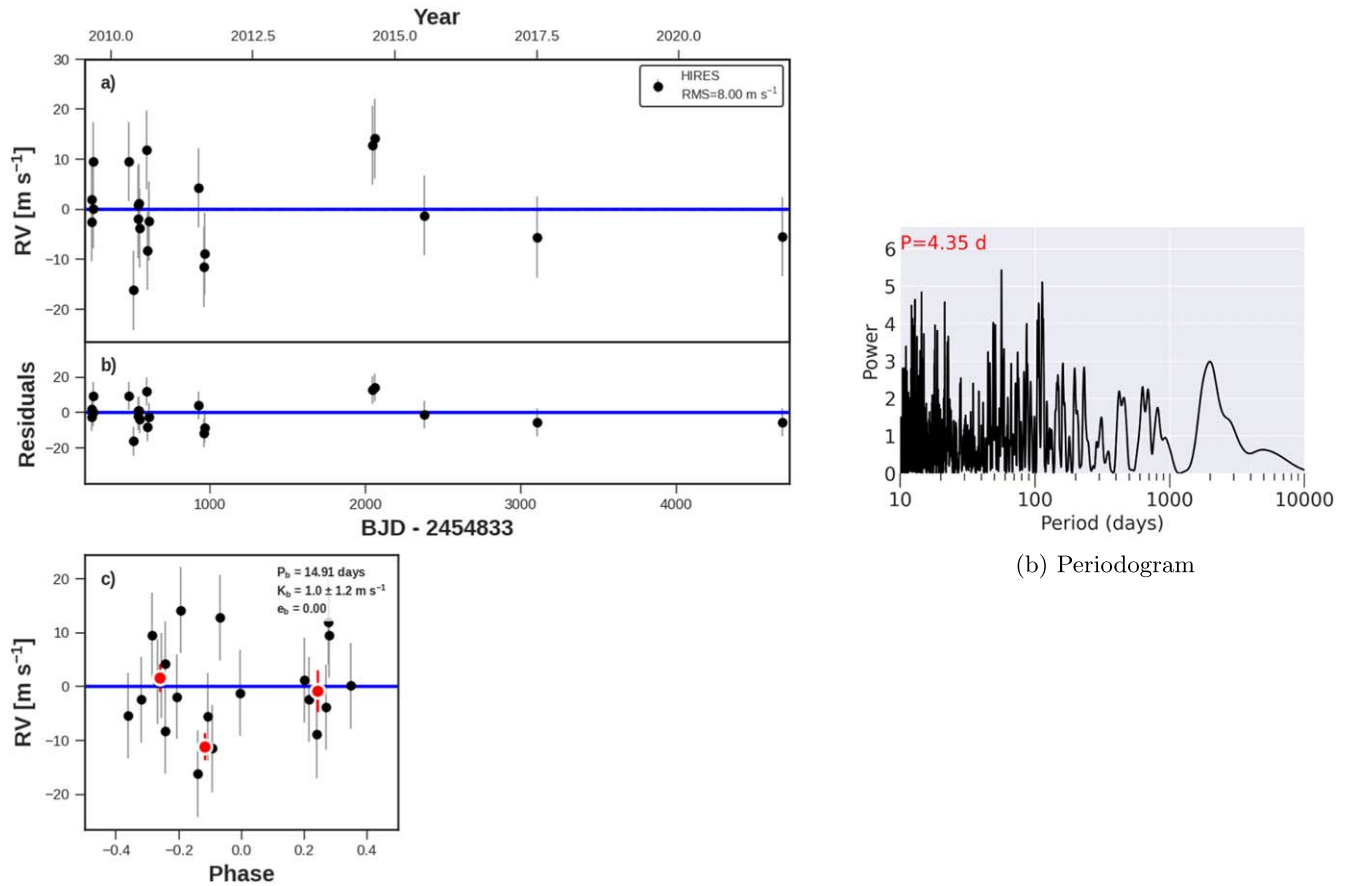 Year
2010.0 2012.5 2015.0 2017.5 2020.0
a)
HIRES
RMS=8.00 m s⁻¹
RV [m s⁻¹]
30
20
10
0
−10
−20
b)
Residuals
20
0
−20
1000 2000 3000 4000
BJD - 2454833
c)
P_b = 14.91 days
K_b = 1.0 ± 1.2 m s⁻¹
e_b = 0.00
RV [m s⁻¹]
20
10
0
−10
−20
−0.4 −0.2 0.0 0.2 0.4
Phase
P=4.35 d
Power
6
5
4
3
2
1
0
10 100 1000 10000
Period (days)
(b) Periodogram